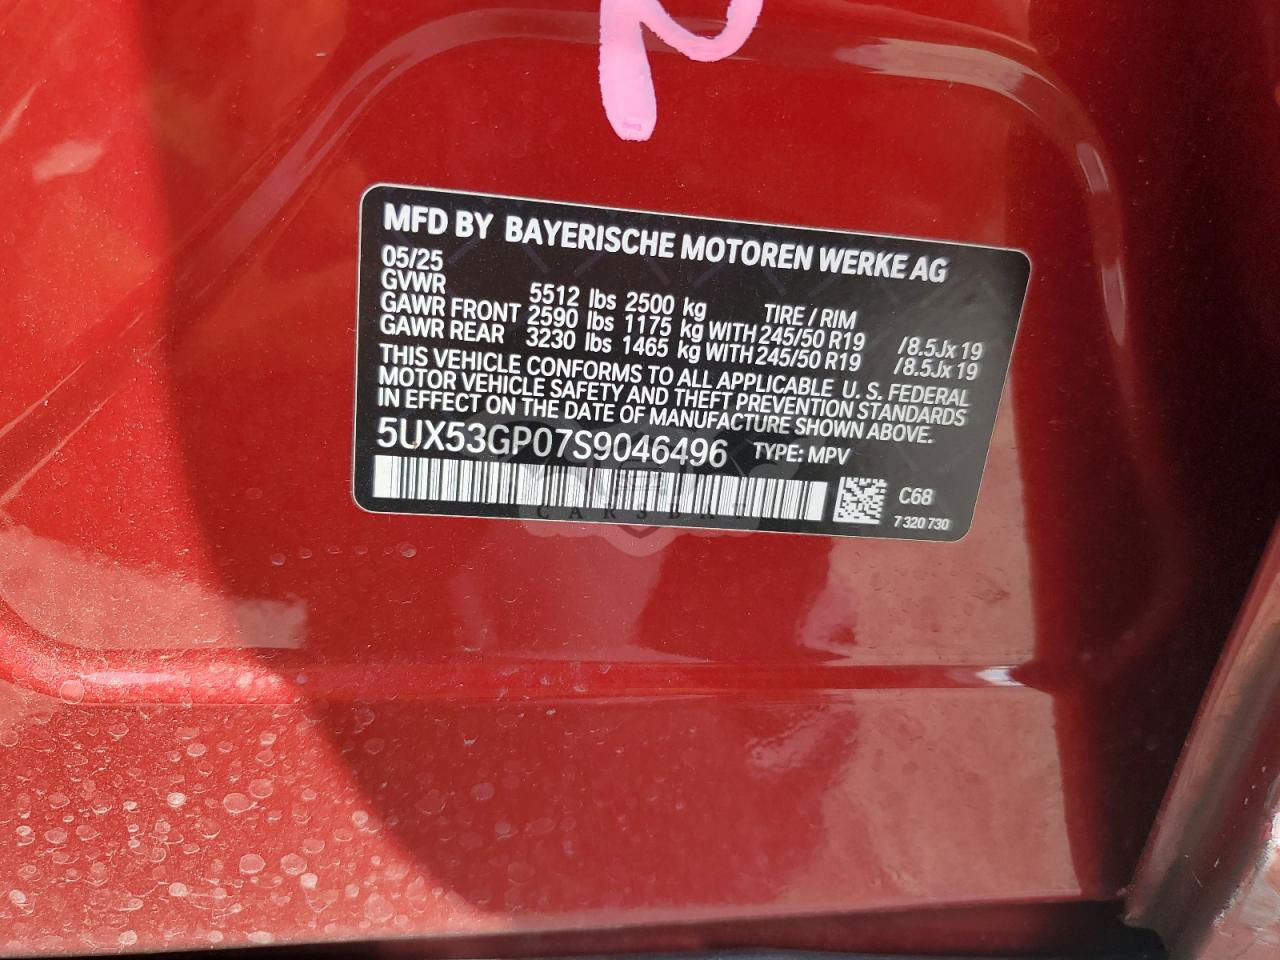 MFD BY BAYERISCHE MOTOREN WERKE AG
05/25
GVWR 5512 lbs 2500 kg TIRE / RIM
GAWR FRONT 2590 lbs 1175 kg WITH 245/50 R19 /8.5Jx 19
GAWR REAR 3230 lbs 1465 kg WITH 245/50 R19 /8.5Jx 19
THIS VEHICLE CONFORMS TO ALL APPLICABLE U. S. FEDERAL
MOTOR VEHICLE SAFETY AND THEFT PREVENTION STANDARDS
IN EFFECT ON THE DATE OF MANUFACTURE SHOWN ABOVE.
5UX53GP07S9046496 TYPE: MPV
C68
7 320 730